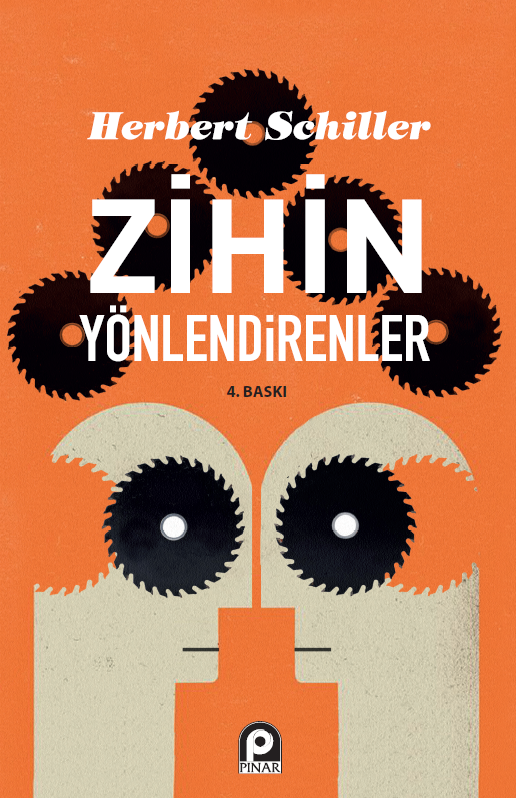 Herbert Schiller
ZİHİN
YÖNLENDİRENLER
4. BASKI
PINAR